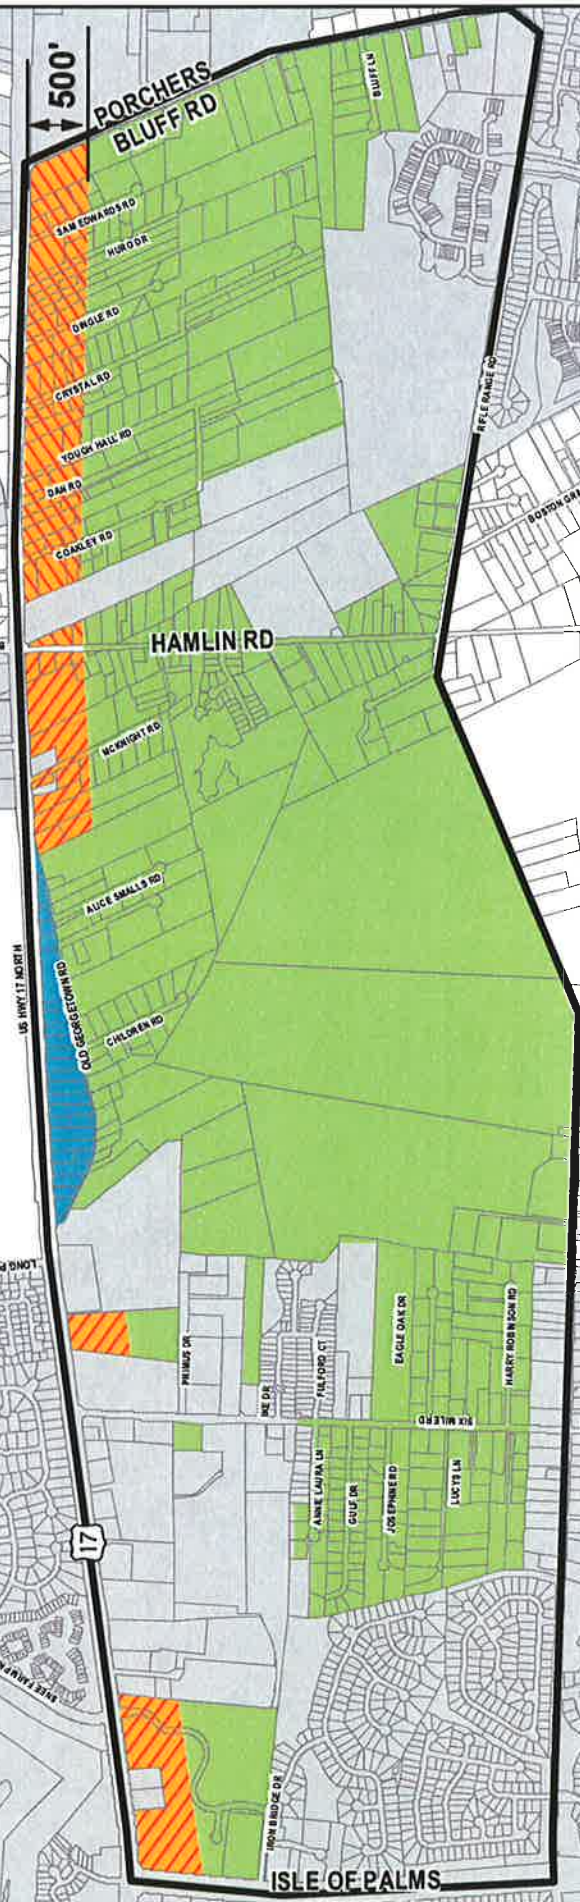 500'
PORCHERS
BLUFF RD
BLUFF LN
SAM EDWARDS RD
HURO DR
DINGLE RD
CRYSTAL RD
RIFLE RANGE RD
YOUGH HALL RD
DAN RD
COAKLEY RD
HAMLIN RD
MCKNIGHT RD
ALICE SMALLS RD
US HWY 17 NORTH
OLD GEORGETOWN RD
CHILDREN RD
PRIMUS DR
IKE DR
FULFORD CT
EAGLE OAK DR
HARRY ROBINSON RD
SIX MILE RD
ANNIE LAURA LN
GULF DR
JOSEPHINE RD
LUCYS LN
17
IRON BRIDGE DR
ISLE OF PALMS